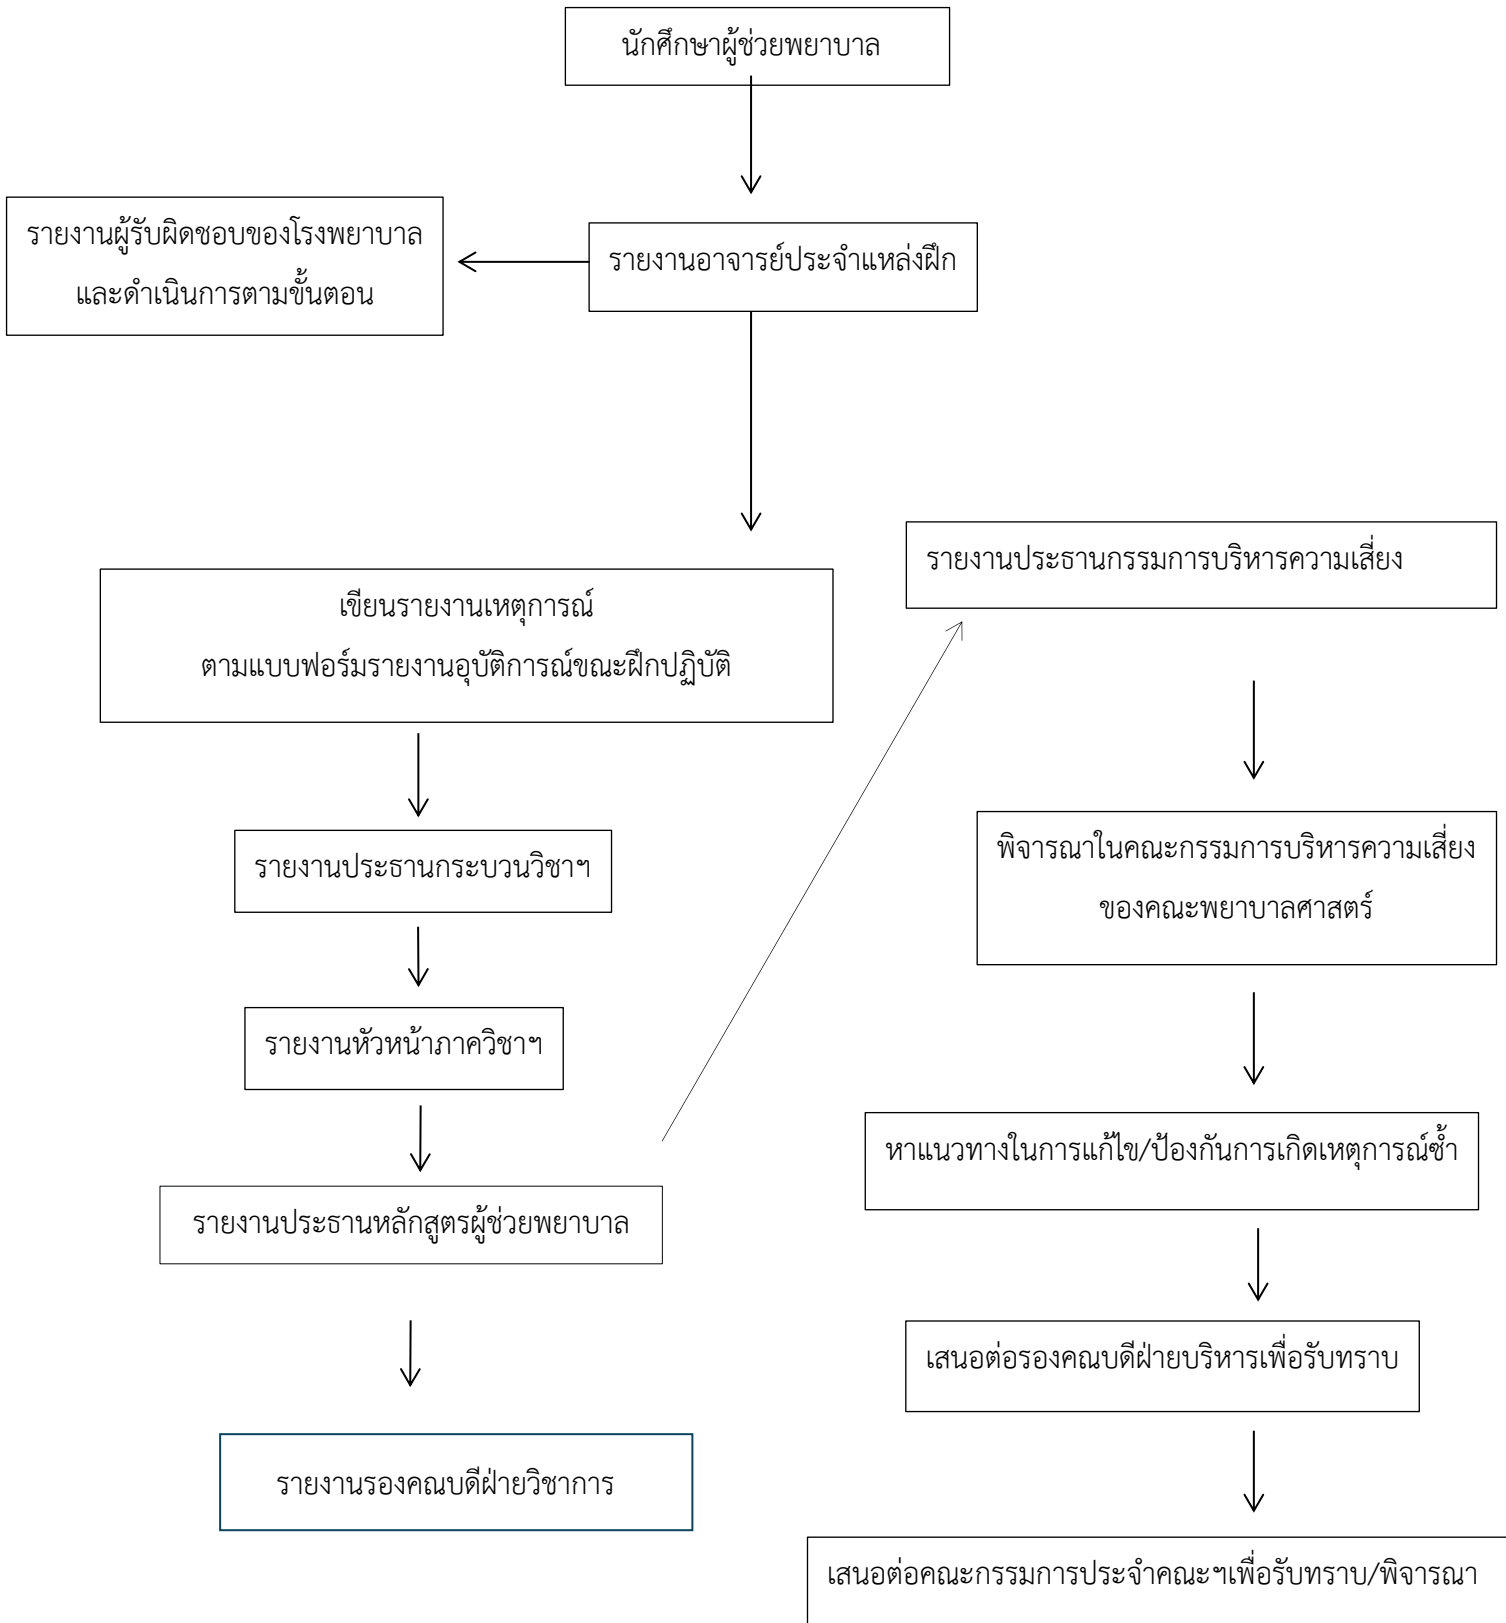 นักศึกษาผู้ช่วยพยาบาล
รายงานผู้รับผิดชอบของโรงพยาบาล
และดำเนินการตามขั้นตอน
รายงานอาจารย์ประจำแหล่งฝึก
เขียนรายงานเหตุการณ์
ตามแบบฟอร์มรายงานอุบัติการณ์ขณะฝึกปฏิบัติ
รายงานประธานกระบวนวิชาฯ
รายงานหัวหน้าภาควิชาฯ
รายงานประธานหลักสูตรผู้ช่วยพยาบาล
รายงานรองคณบดีฝ่ายวิชาการ
รายงานประธานกรรมการบริหารความเสี่ยง
พิจารณาในคณะกรรมการบริหารความเสี่ยง
ของคณะพยาบาลศาสตร์
หาแนวทางในการแก้ไข/ป้องกันการเกิดเหตุการณ์ซ้ำ
เสนอต่อรองคณบดีฝ่ายบริหารเพื่อรับทราบ
เสนอต่อคณะกรรมการประจำคณะฯเพื่อรับทราบ/พิจารณา